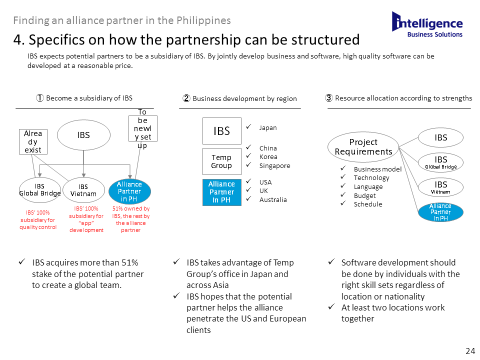 Finding an alliance partner in the Philippines
intelligence
Business Solutions
4. Specifics on how the partnership can be structured
IBS expects potential partners to be a subsidiary of IBS. By jointly develop business and software, high quality software can be
developed at a reasonable price.
① Become a subsidiary of IBS
Alrea
dy
exist
IBS
To
be
newl
y set
up
IBS
Global Bridge
IBS
Vietnam
Alliance
Partner
in PH
IBS' 100%
subsidiary for
quality control
IBS' 100%
subsidiary for
"app"
development
51% owned by
IBS, the rest by
the alliance
partner
✓ IBS acquires more than 51%
stake of the potential partner
to create a global team.
② Business development by region
IBS
✓ Japan
Temp
Group
✓ China
✓ Korea
✓ Singapore
Alliance
Partner
In PH
✓ USA
✓ UK
✓ Australia
✓ IBS takes advantage of Temp
Group's office in Japan and
across Asia
✓ IBS hopes that the potential
partner helps the alliance
penetrate the US and European
clients
③ Resource allocation according to strengths
Project
Requirements
✓ Business model
✓ Technology
✓ Language
✓ Budget
✓ Schedule
IBS
IBS
Global Bridge
IBS
Vietnam
Alliance
Partner
In PH
✓ Software development should
be done by individuals with the
right skill sets regardless of
location or nationality
✓ At least two locations work
together
24